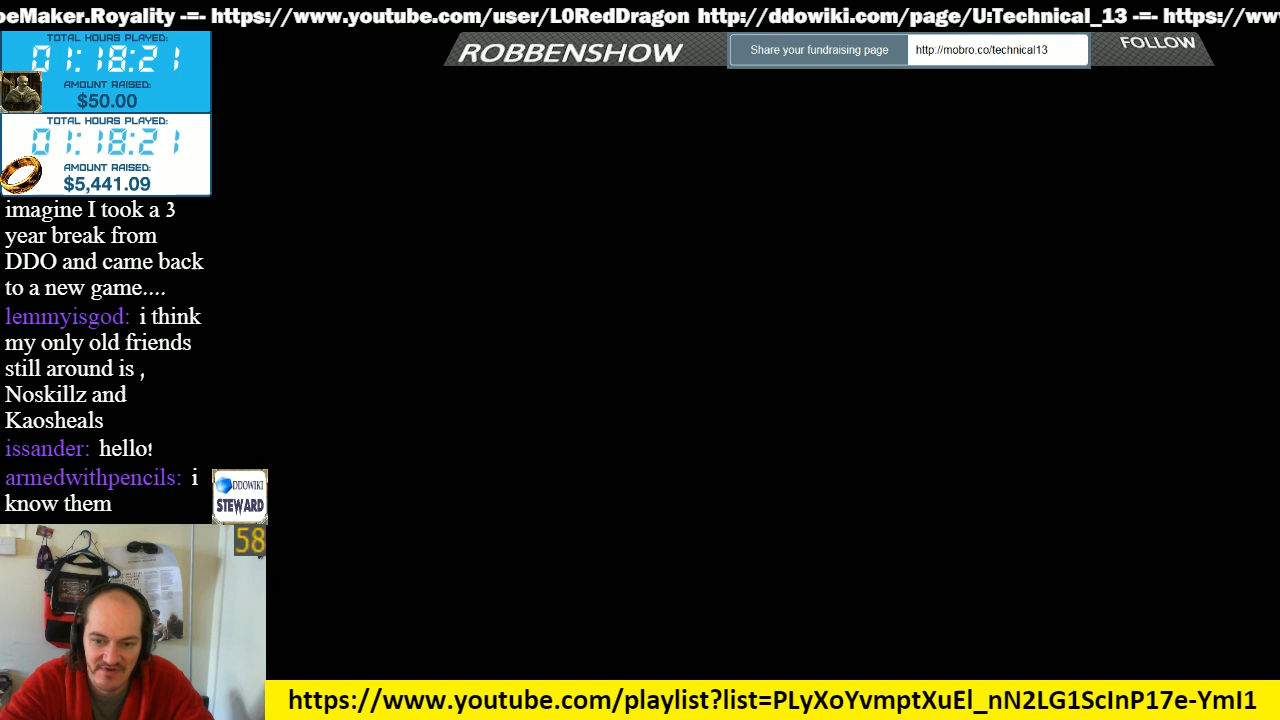 oeMaker.Royality -=- https://www.youtube.com/user/L0RedDragon http://ddowiki.com/page/U:Technical_13 -=- https://www
TOTAL HOURS PLAYED:
01:18:21
AMOUNT RAISED:
$50.00
TOTAL HOURS PLAYED:
01:18:21
AMOUNT RAISED:
$5,441.09
ROBBENSHOW
Share your fundraising page
http://mobro.co/technical13
FOLLOW
imagine I took a 3
year break from
DDO and came back
to a new game....
lemmyisgod: i think
my only old friends
still around is ,
Noskillz and
Kaosheals
issander: hello!
armedwithpencils: i
know them
DDOWIKI
STEWARD
58
https://www.youtube.com/playlist?list=PLyXoYvmptXuEl_nN2LG1ScInP17e-YmI1